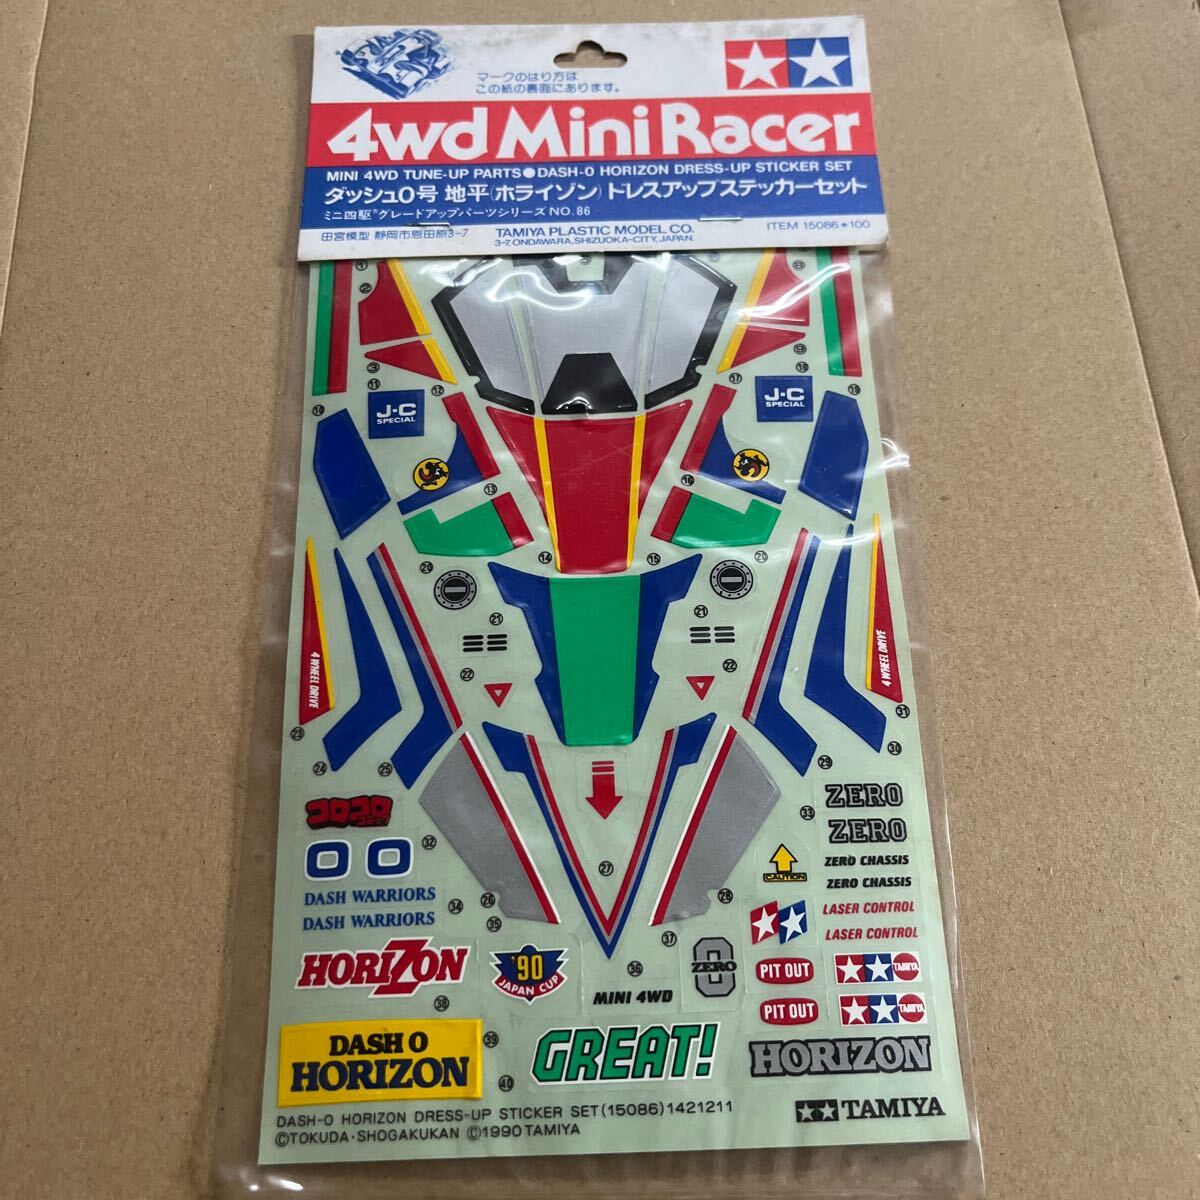 マークのはり方は
この紙の裏面にあります。
4wd Mini Racer
MINI 4WD TUNE-UP PARTS●DASH-0 HORIZON DRESS-UP STICKER SET
ダッシュ0号 地平(ホライゾン)ドレスアップステッカーセット
ミニ四駆®グレードアップパーツシリーズNO.86
ITEM 15086★100
田宮模型 静岡市恩田原3-7
TAMIYA PLASTIC MODEL CO.
3-7, ONDAWARA, SHIZUOKA-CITY, JAPAN.
J-C
SPECIAL
J-C
SPECIAL
4 WHEEL DRIVE
4 WHEEL DRIVE
コロコロ
コミック
0 0
DASH WARRIORS
DASH WARRIORS
HORIZON
'90
JAPAN CUP
ZERO
0
MINI 4WD
ZERO
ZERO
CAUTION
ZERO CHASSIS
ZERO CHASSIS
LASER CONTROL
LASER CONTROL
PIT OUT
TAMIYA
PIT OUT
TAMIYA
DASH 0
HORIZON
GREAT!
HORIZON
DASH-0 HORIZON DRESS-UP STICKER SET(15086)1421211
©TOKUDA·SHOGAKUKAN ©1990 TAMIYA
TAMIYA